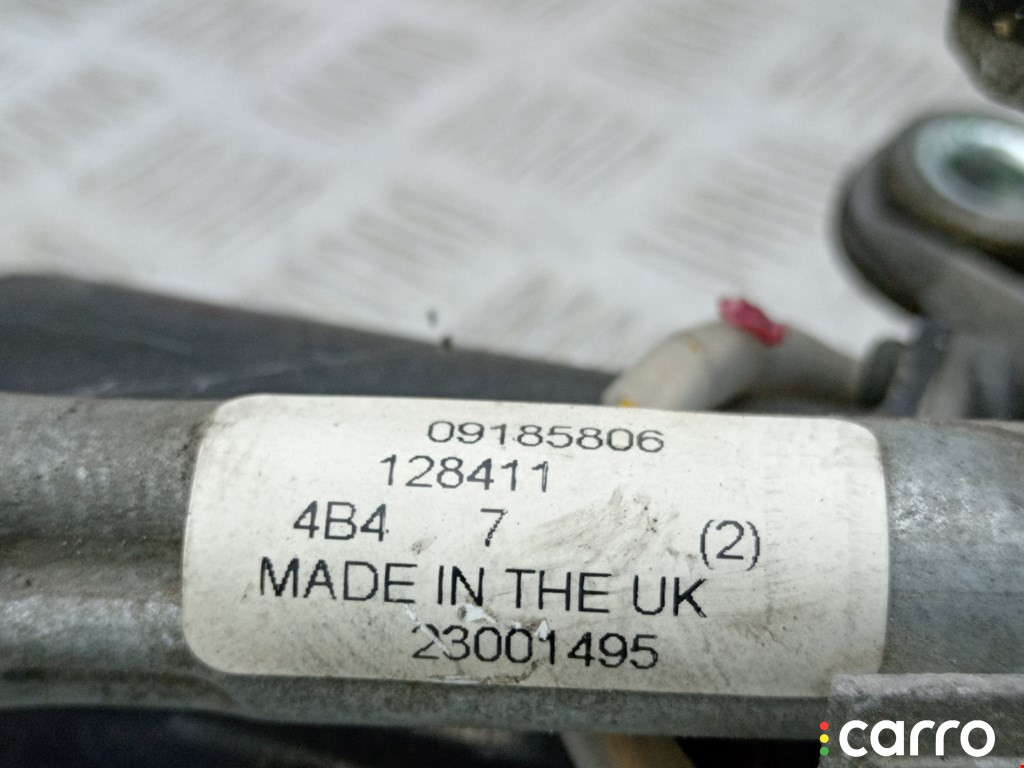 09185806
128411
4B4 7 (2)
MADE IN THE UK
23001495
carro